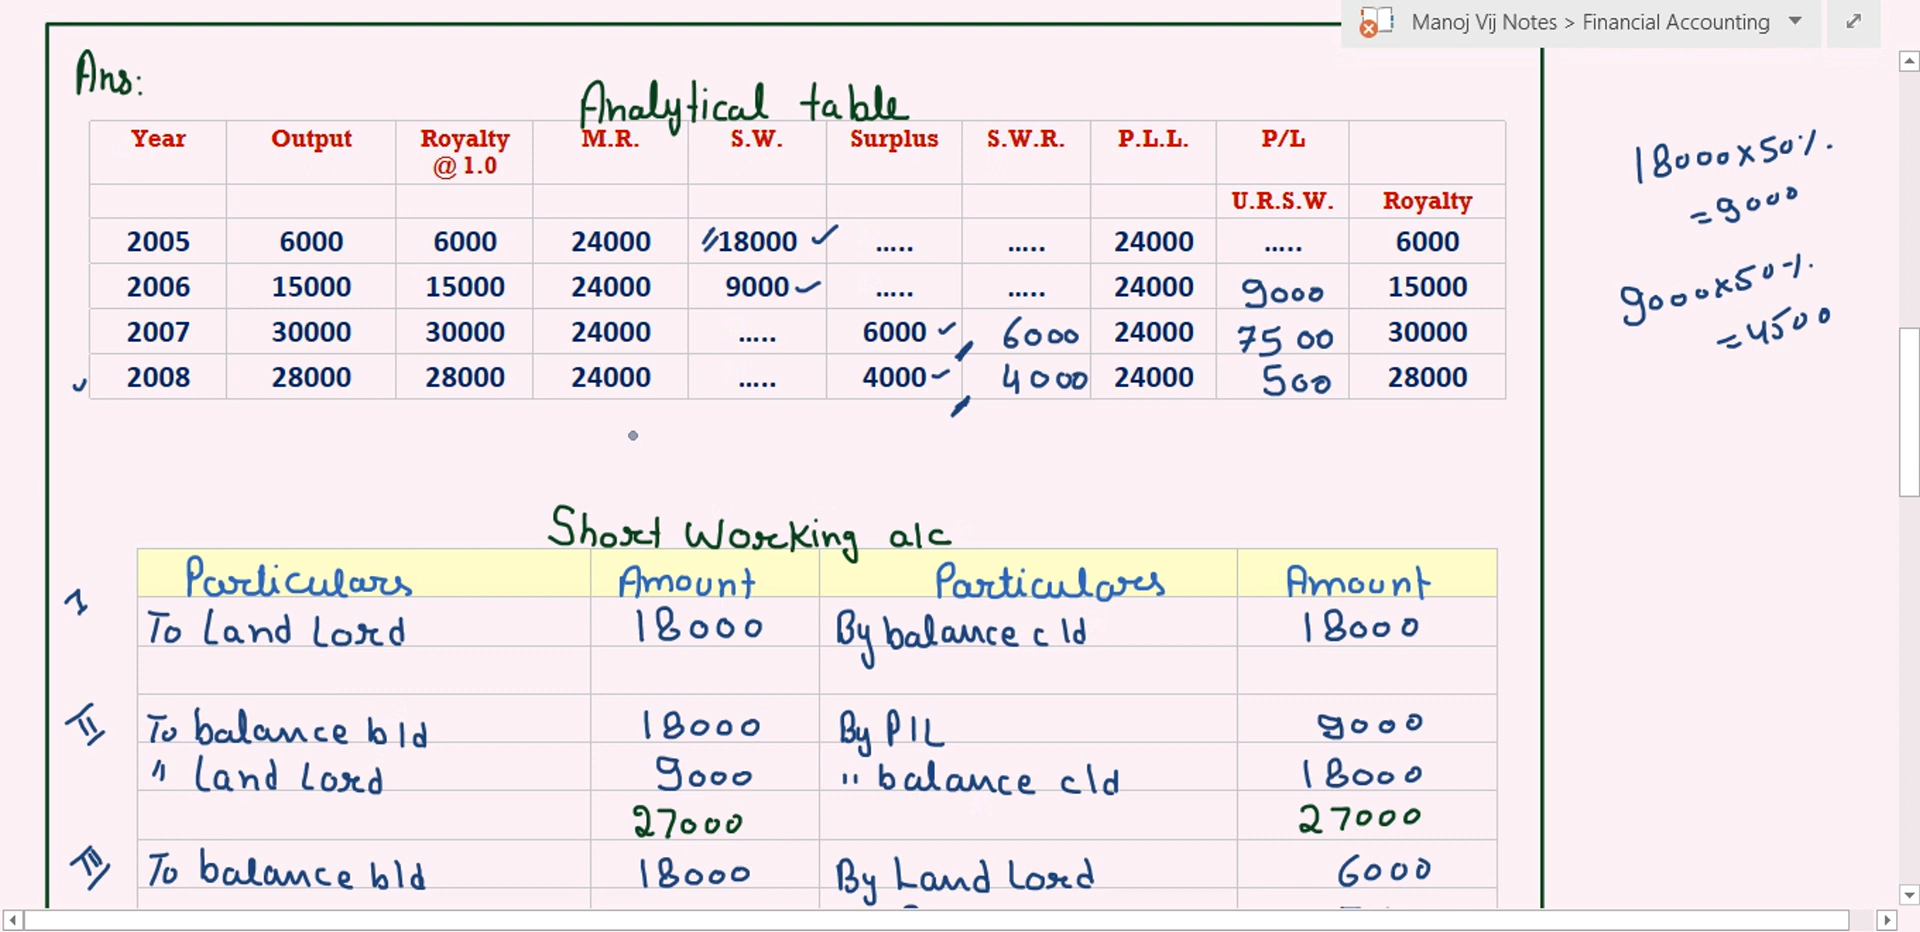 Manoj Vij Notes > Financial Accounting
Ans:
Analytical table
Year Output Royalty @ 1.0 M.R. S.W. Surplus S.W.R. P.L.L. P/L
U.R.S.W. Royalty
2005 6000 6000 24000 "18000 ✓ ..... ..... 24000 ..... 6000
2006 15000 15000 24000 9000 ✓ ..... ..... 24000 9000 15000
2007 30000 30000 24000 ..... 6000 ✓ 6000 24000 7500 30000
✓ 2008 28000 28000 24000 ..... 4000 ✓ 4000 24000 500 28000
18000x50%.
=9000
9000x50%.
=4500
Short Working a/c
Particulars Amount Particulars Amount
I To Land Lord 18000 By balance c/d 18000
II To balance b/d 18000 By P/L 9000
" Land Lord 9000 " balance c/d 18000
27000 27000
III To balance b/d 18000 By Land Lord 6000